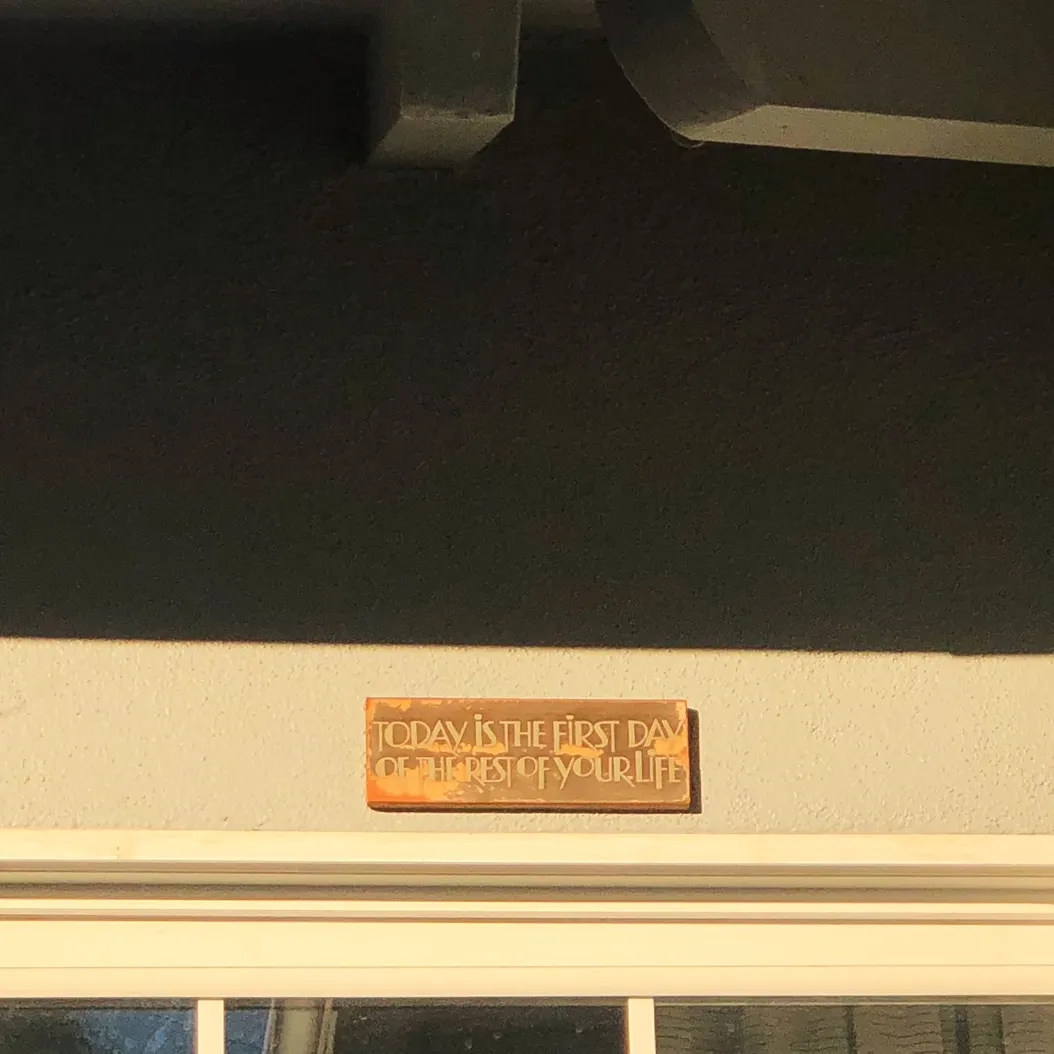 TODAY iS THE FiRST DAY
OF THE REST OF YOUR LiFE